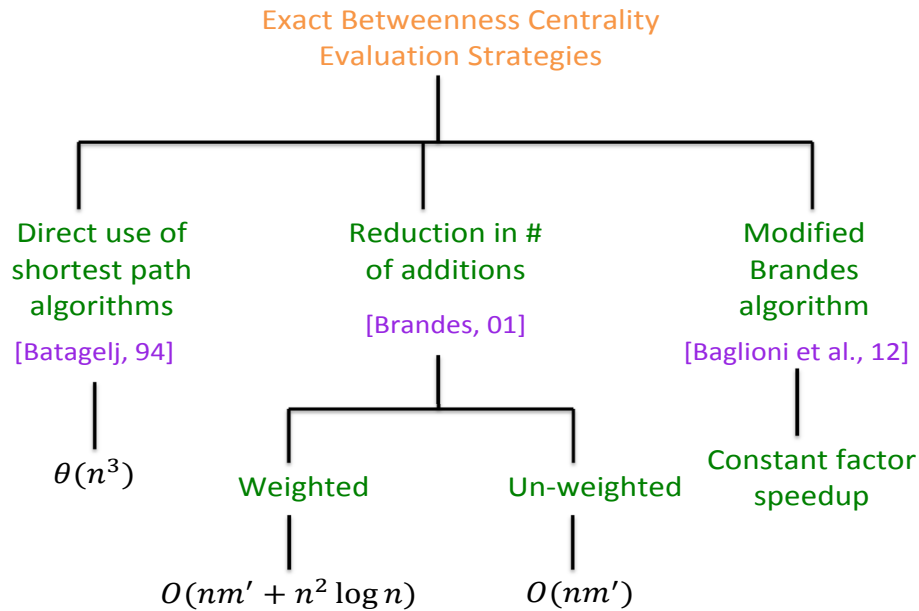 Exact Betweenness Centrality
Evaluation Strategies
Direct use of
shortest path
algorithms
[Batagelj, 94]
θ(n³)
Reduction in #
of additions
[Brandes, 01]
Weighted
O(nm′ + n² log n)
Un-weighted
O(nm′)
Modified
Brandes
algorithm
[Baglioni et al., 12]
Constant factor
speedup